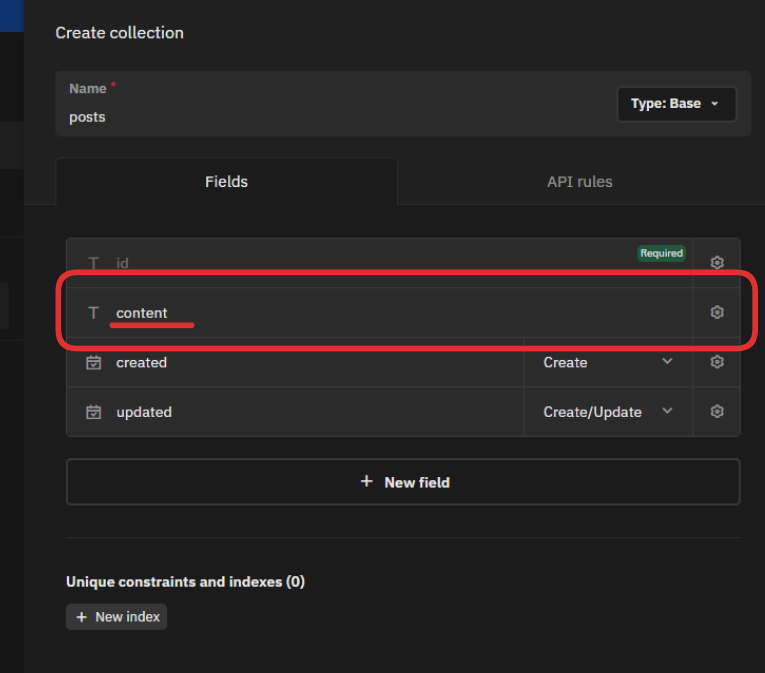 Create collection
Name *
posts
Type: Base
Fields
API rules
T id
Required
T content
created
Create
updated
Create/Update
+ New field
Unique constraints and indexes (0)
+ New index